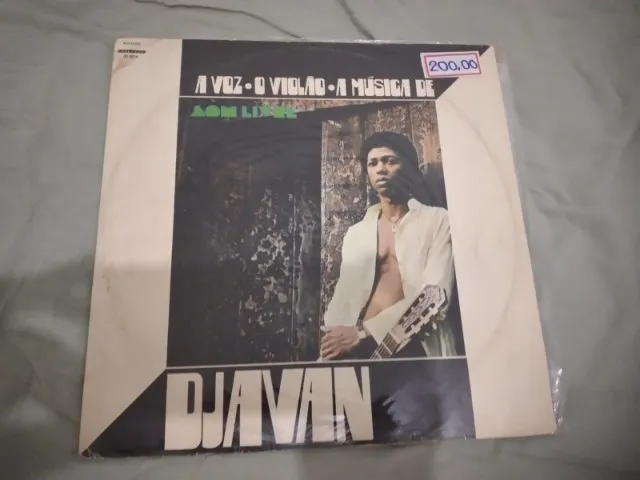 200,00
A VOZ • O VIOLÃO • A MÚSICA DE
SOM LIVRE
DJAVAN